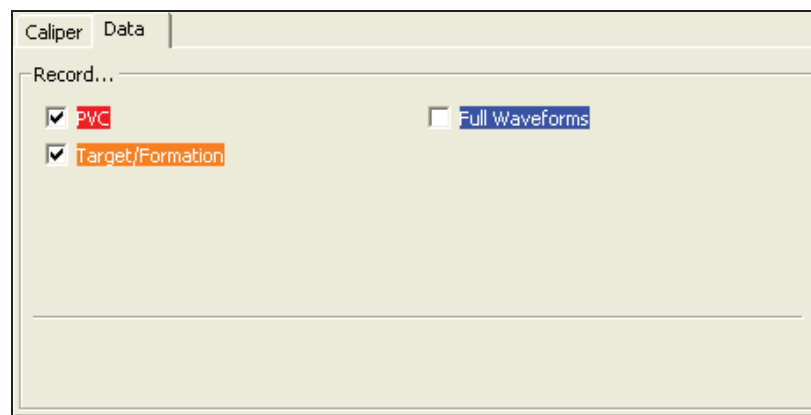 Caliper Data
Record...
PVC Full Waveforms
Target/Formation